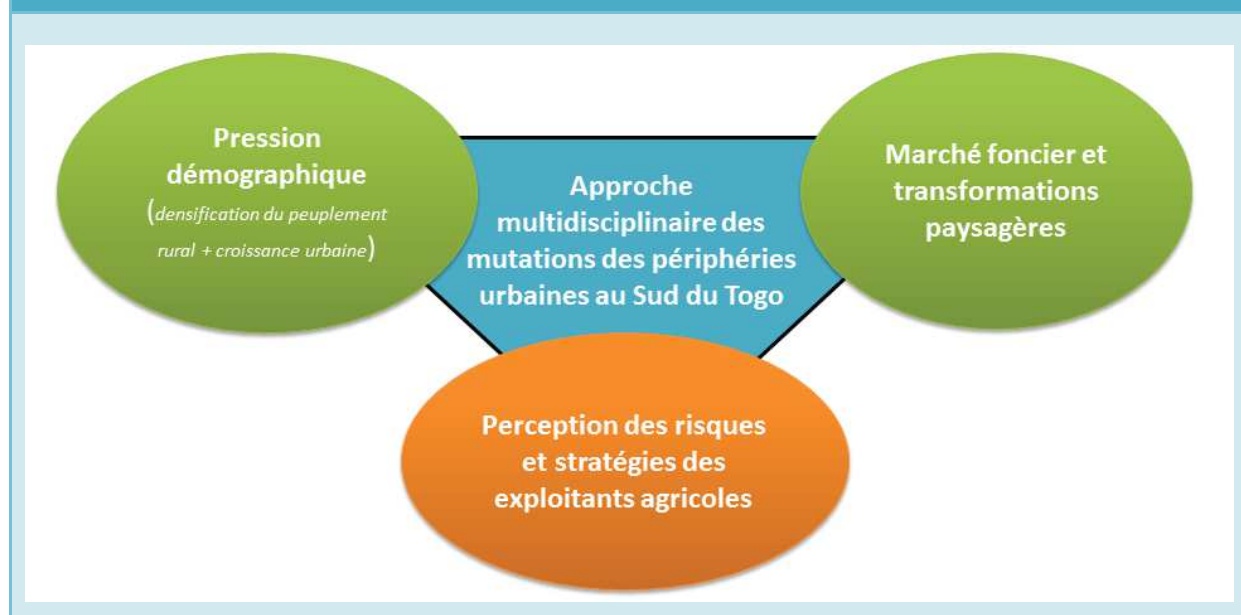 Pression
démographique
(densification du peuplement
rural + croissance urbaine)
Approche
multidisciplinaire des
mutations des périphéries
urbaines au Sud du Togo
Marché foncier et
transformations
paysagères
Perception des risques
et stratégies des
exploitants agricoles